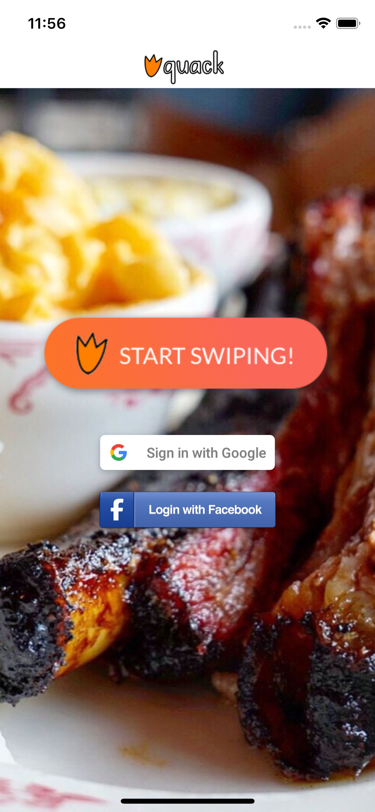 11:56
quack
START SWIPING!
Sign in with Google
Login with Facebook